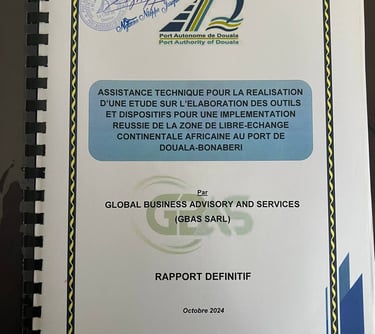 Port Autonome de Douala
Port Authority of Douala
ASSISTANCE TECHNIQUE POUR LA REALISATION
D'UNE ETUDE SUR L'ELABORATION DES OUTILS
ET DISPOSITIFS POUR UNE IMPLEMENTATION
REUSSIE DE LA ZONE DE LIBRE-ECHANGE
CONTINENTALE AFRICAINE AU PORT DE
DOUALA-BONABERI
Par
GLOBAL BUSINESS ADVISORY AND SERVICES
(GBAS SARL)
GBAS
RAPPORT DEFINITIF
Octobre 2024